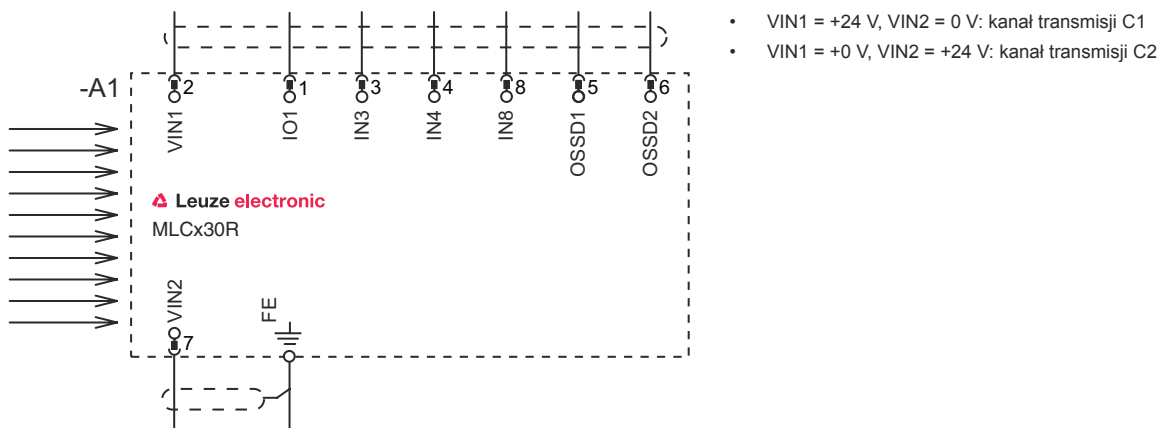 • VIN1 = +24 V, VIN2 = 0 V: kanał transmisji C1
• VIN1 = +0 V, VIN2 = +24 V: kanał transmisji C2
-A1
2 1 3 4 8 5 6
VIN1 IO1 IN3 IN4 IN8 OSSD1 OSSD2
Leuze electronic
MLCx30R
VIN2 FE
7